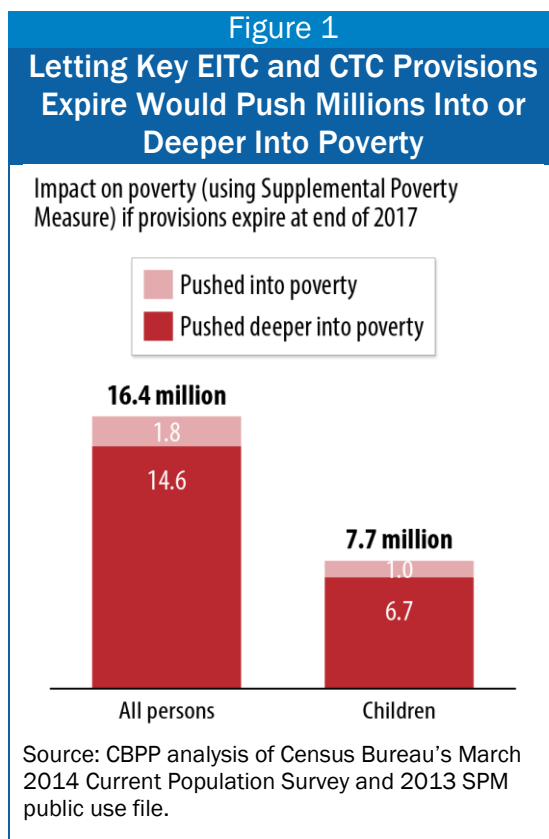 Figure 1
Letting Key EITC and CTC Provisions
Expire Would Push Millions Into or
Deeper Into Poverty
Impact on poverty (using Supplemental Poverty
Measure) if provisions expire at end of 2017
Pushed into poverty
Pushed deeper into poverty
16.4 million
1.8
14.6
7.7 million
1.0
6.7
All persons
Children
Source: CBPP analysis of Census Bureau’s March
2014 Current Population Survey and 2013 SPM
public use file.